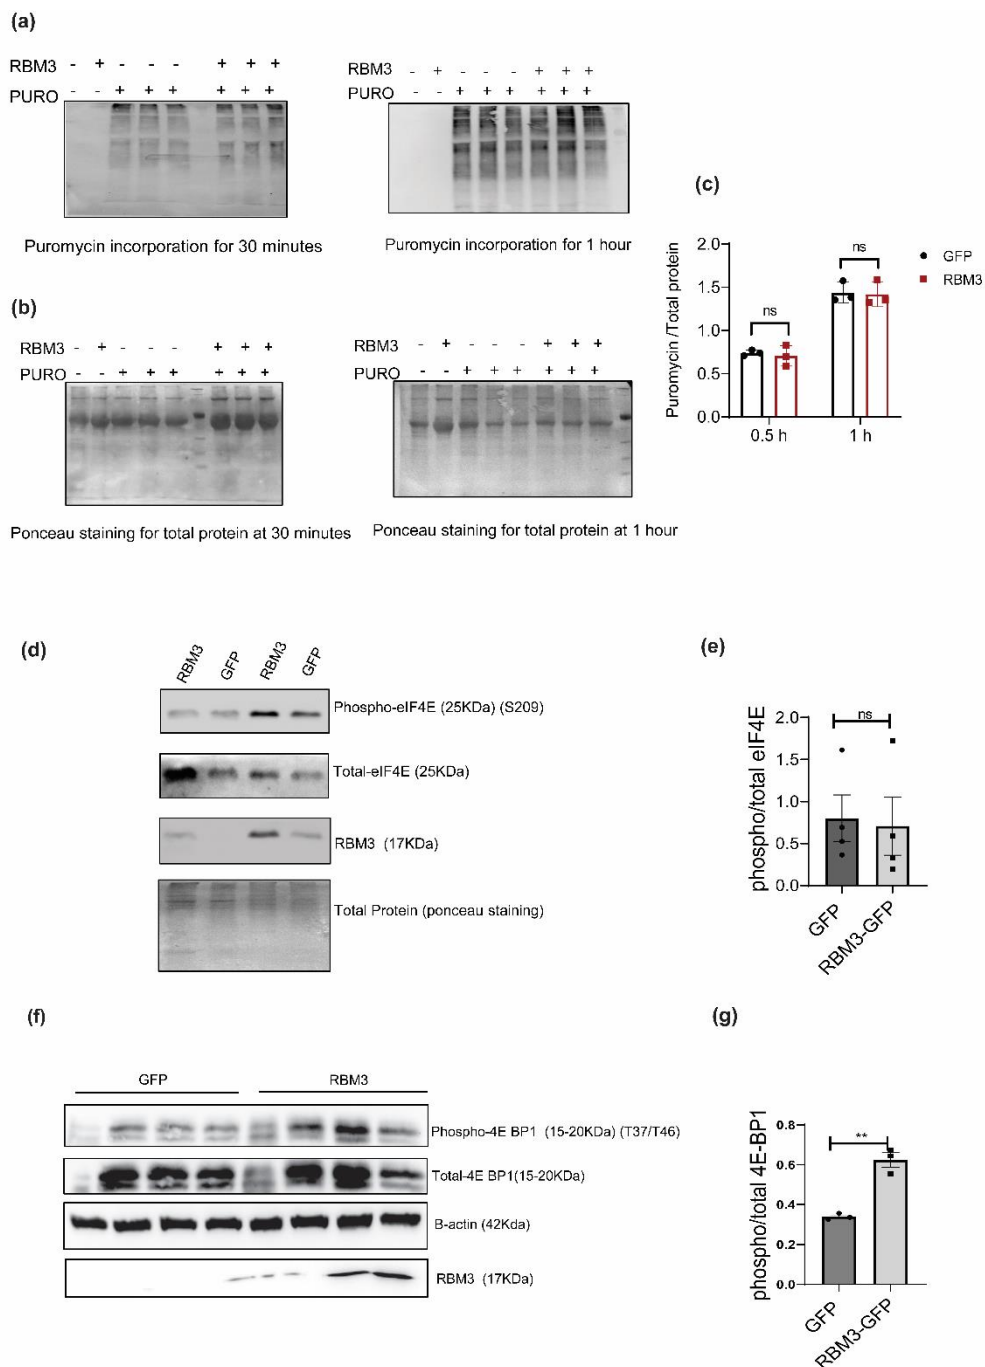 (a)
RBM3 - + - - - + + +
PURO - - + + + + + +
Puromycin incorporation for 30 minutes
RBM3 - + - - - + + +
PURO - - + + + + + +
Puromycin incorporation for 1 hour
(b)
RBM3 - + - - - + + +
PURO - - + + + + + +
Ponceau staining for total protein at 30 minutes
RBM3 - + - - - + + +
PURO - - + + + + + +
Ponceau staining for total protein at 1 hour
(c)
Puromycin /Total protein
2.0
1.5
1.0
0.5
0.0
ns
ns
0.5 h
1 h
GFP
RBM3
(d)
RBM3 GFP RBM3 GFP
Phospho-eIF4E (25KDa) (S209)
Total-eIF4E (25KDa)
RBM3 (17KDa)
Total Protein (ponceau staining)
(e)
phospho/total eIF4E
2.0
1.5
1.0
0.5
0.0
ns
GFP
RBM3-GFP
(f)
GFP RBM3
Phospho-4E BP1 (15-20KDa) (T37/T46)
Total-4E BP1(15-20KDa)
B-actin (42Kda)
RBM3 (17KDa)
(g)
phospho/total 4E-BP1
0.8
0.6
0.4
0.2
0.0
**
GFP
RBM3-GFP